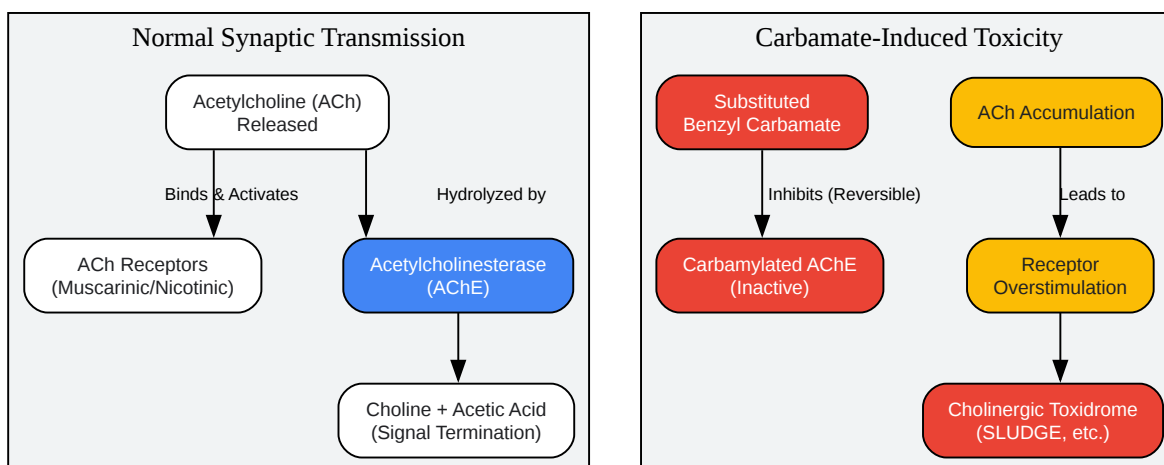 Normal Synaptic Transmission
Acetylcholine (ACh)
Released
Binds & Activates
Hydrolyzed by
ACh Receptors
(Muscarinic/Nicotinic)
Acetylcholinesterase
(AChE)
Choline + Acetic Acid
(Signal Termination)
Carbamate-Induced Toxicity
Substituted
Benzyl Carbamate
ACh Accumulation
Inhibits (Reversible)
Leads to
Carbamylated AChE
(Inactive)
Receptor
Overstimulation
Cholinergic Toxidrome
(SLUDGE, etc.)